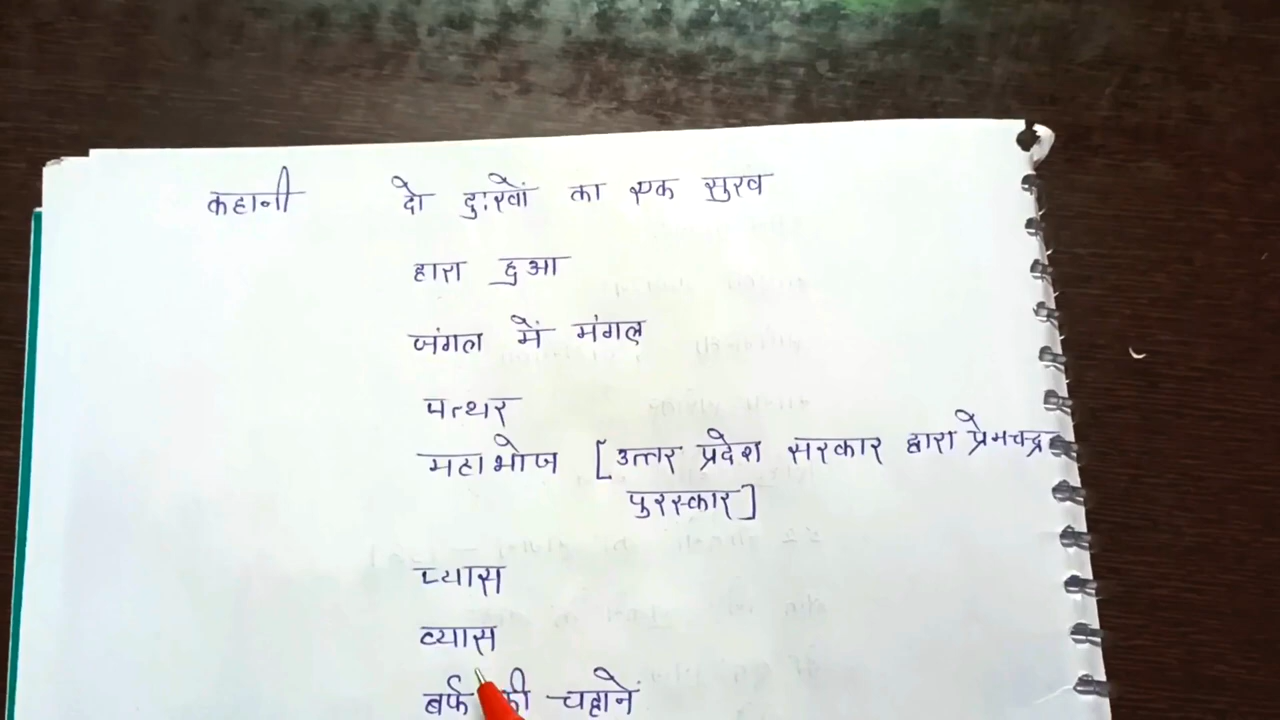 कहानी दो दुःखों का एक सुख
हारा हुआ
जंगल में मंगल
पत्थर
महाभोज [उत्तर प्रदेश सरकार द्वारा प्रेमचन्द्र
पुरस्कार]
प्यास
व्यास
बर्फ की चट्टानें